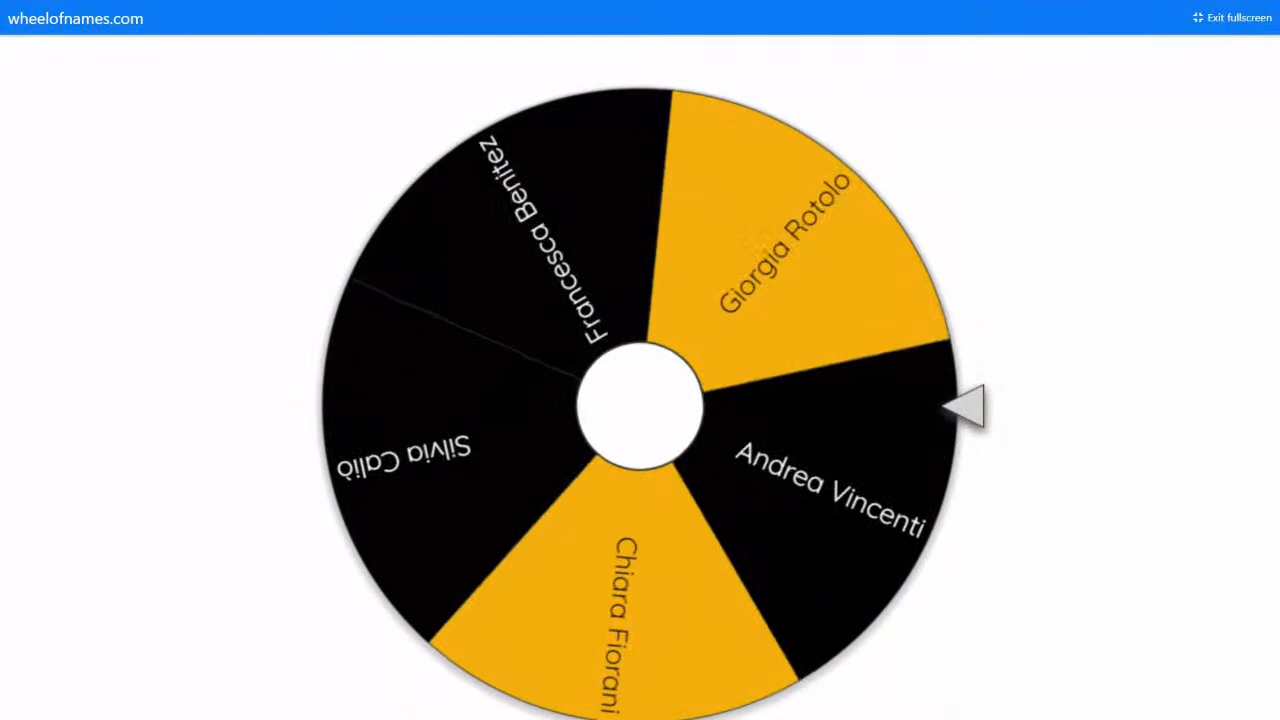 wheelofnames.com
Exit fullscreen
Francesca Benitez
Giorgia Rotolo
Andrea Vincenti
Silvia Caliò
Chiara Fiorani